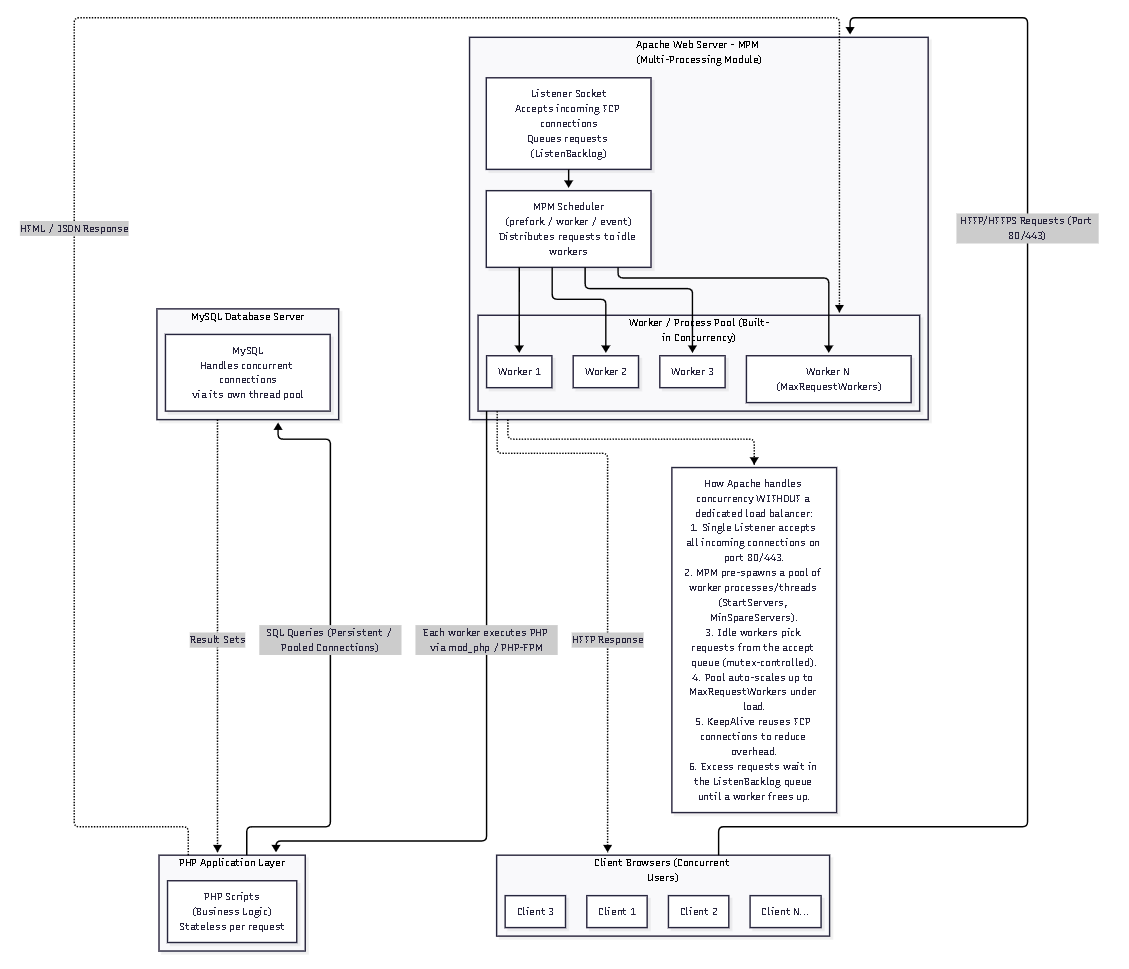 Apache Web Server - MPM
(Multi-Processing Module)
Listener Socket
Accepts incoming TCP
connections
Queues requests
(ListenBacklog)
MPM Scheduler
(prefork / worker / event)
Distributes requests to idle
workers
HTML / JSON Response
HTTP/HTTPS Requests (Port
80/443)
MySQL Database Server
MySQL
Handles concurrent
connections
via its own thread pool
Worker / Process Pool (Built-
in Concurrency)
Worker 1
Worker 2
Worker 3
Worker N
(MaxRequestWorkers)
How Apache handles
concurrency WITHOUT a
dedicated load balancer:
1. Single Listener accepts
all incoming connections on
port 80/443.
2. MPM pre-spawns a pool of
worker processes/threads
(StartServers,
MinSpareServers).
3. Idle workers pick
requests from the accept
queue (mutex-controlled).
4. Pool auto-scales up to
MaxRequestWorkers under
load.
5. KeepAlive reuses TCP
connections to reduce
overhead.
6. Excess requests wait in
the ListenBacklog queue
until a worker frees up.
Result Sets
SQL Queries (Persistent /
Pooled Connections)
Each worker executes PHP
via mod_php / PHP-FPM
HTTP Response
PHP Application Layer
PHP Scripts
(Business Logic)
Stateless per request
Client Browsers (Concurrent
Users)
Client 3
Client 1
Client 2
Client N...